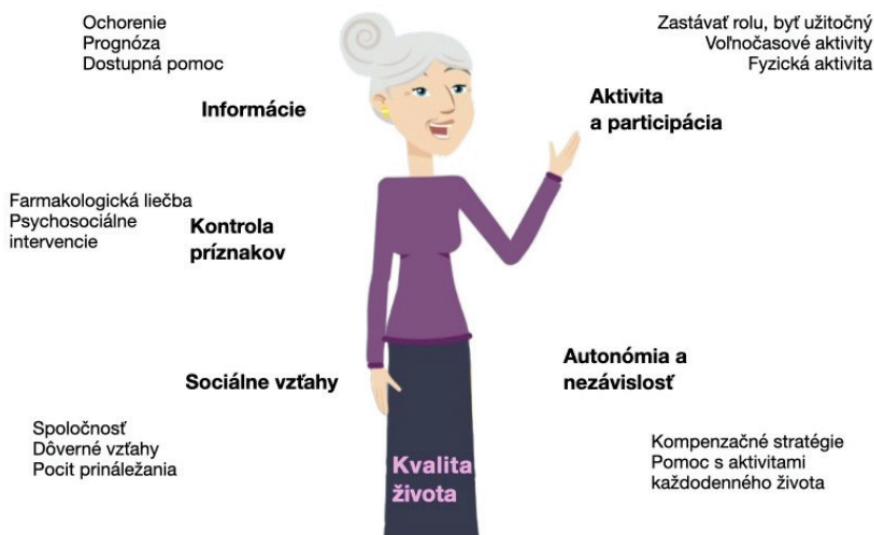 Ochorenie
Prognóza
Dostupná pomoc
Informácie
Zastávať rolu, byť užitočný
Voľnočasové aktivity
Fyzická aktivita
Aktivita
a participácia
Farmakologická liečba
Psychosociálne
intervencie
Kontrola
príznakov
Sociálne vzťahy
Spoločnosť
Dôverné vzťahy
Pocit prináležania
Autonómia a
nezávislosť
Kompenzačné stratégie
Pomoc s aktivitami
každodenného života
Kvalita
života